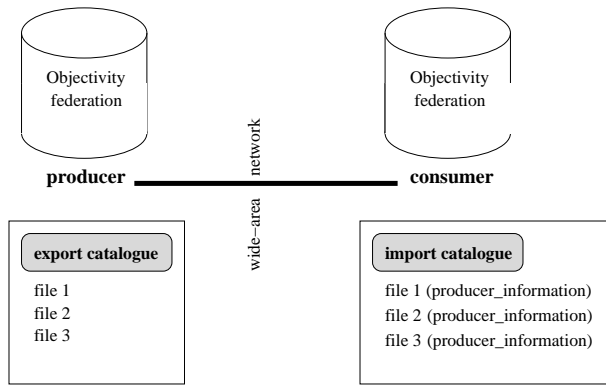 Objectivity
federation
Objectivity
federation
producer
wide-area network
consumer
export catalogue
file 1
file 2
file 3
import catalogue
file 1 (producer_information)
file 2 (producer_information)
file 3 (producer_information)